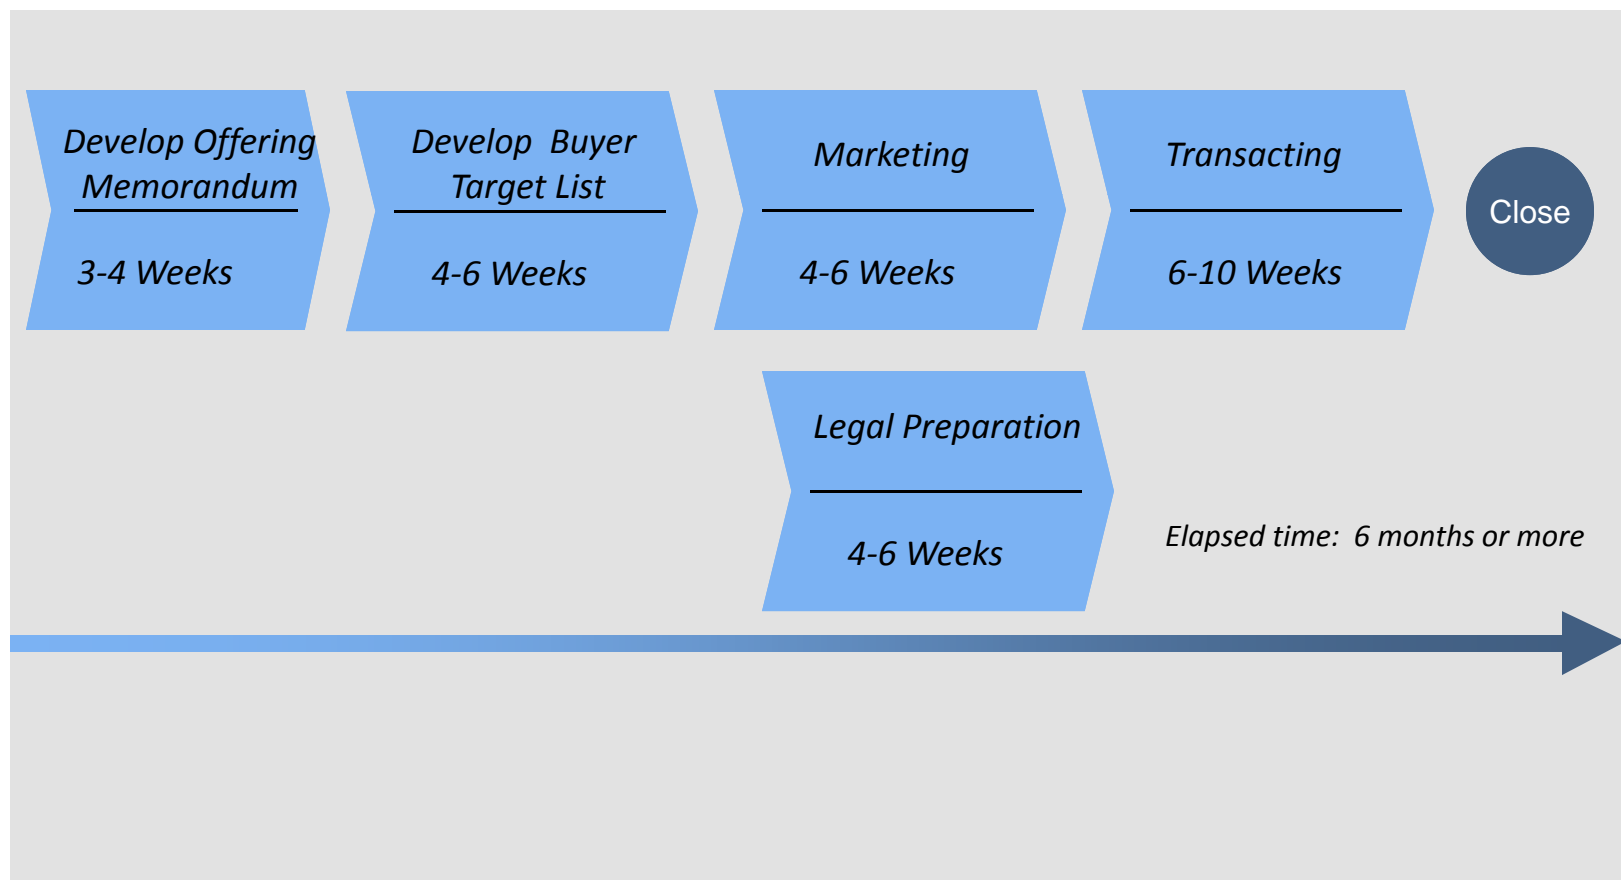 Develop Offering
Memorandum
3-4 Weeks
Develop Buyer
Target List
4-6 Weeks
Marketing
4-6 Weeks
Transacting
6-10 Weeks
Close
Legal Preparation
4-6 Weeks
Elapsed time: 6 months or more